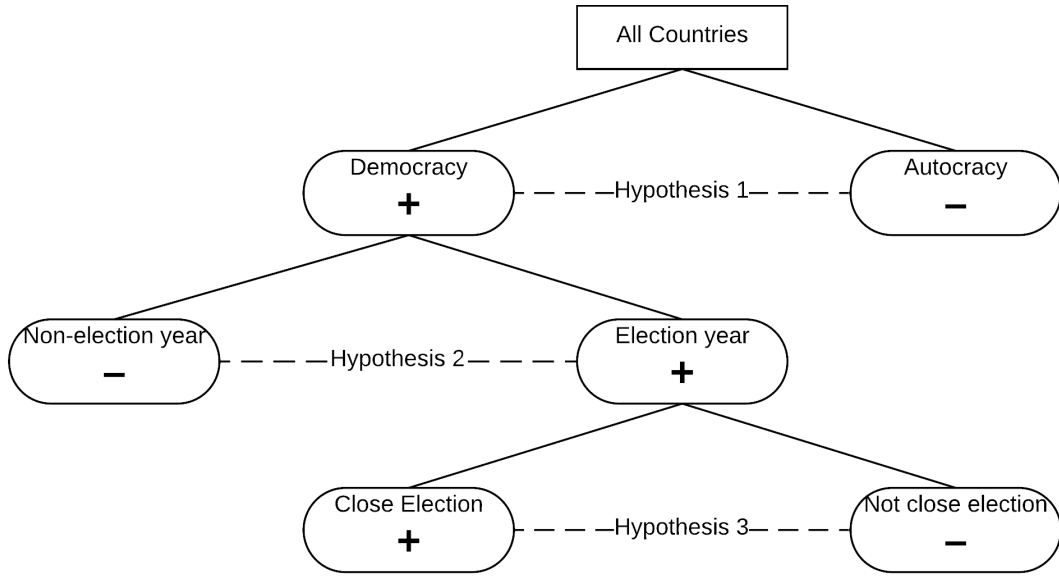 All Countries
Democracy
+
Hypothesis 1
Autocracy
–
Non-election year
–
Hypothesis 2
Election year
+
Close Election
+
Hypothesis 3
Not close election
–